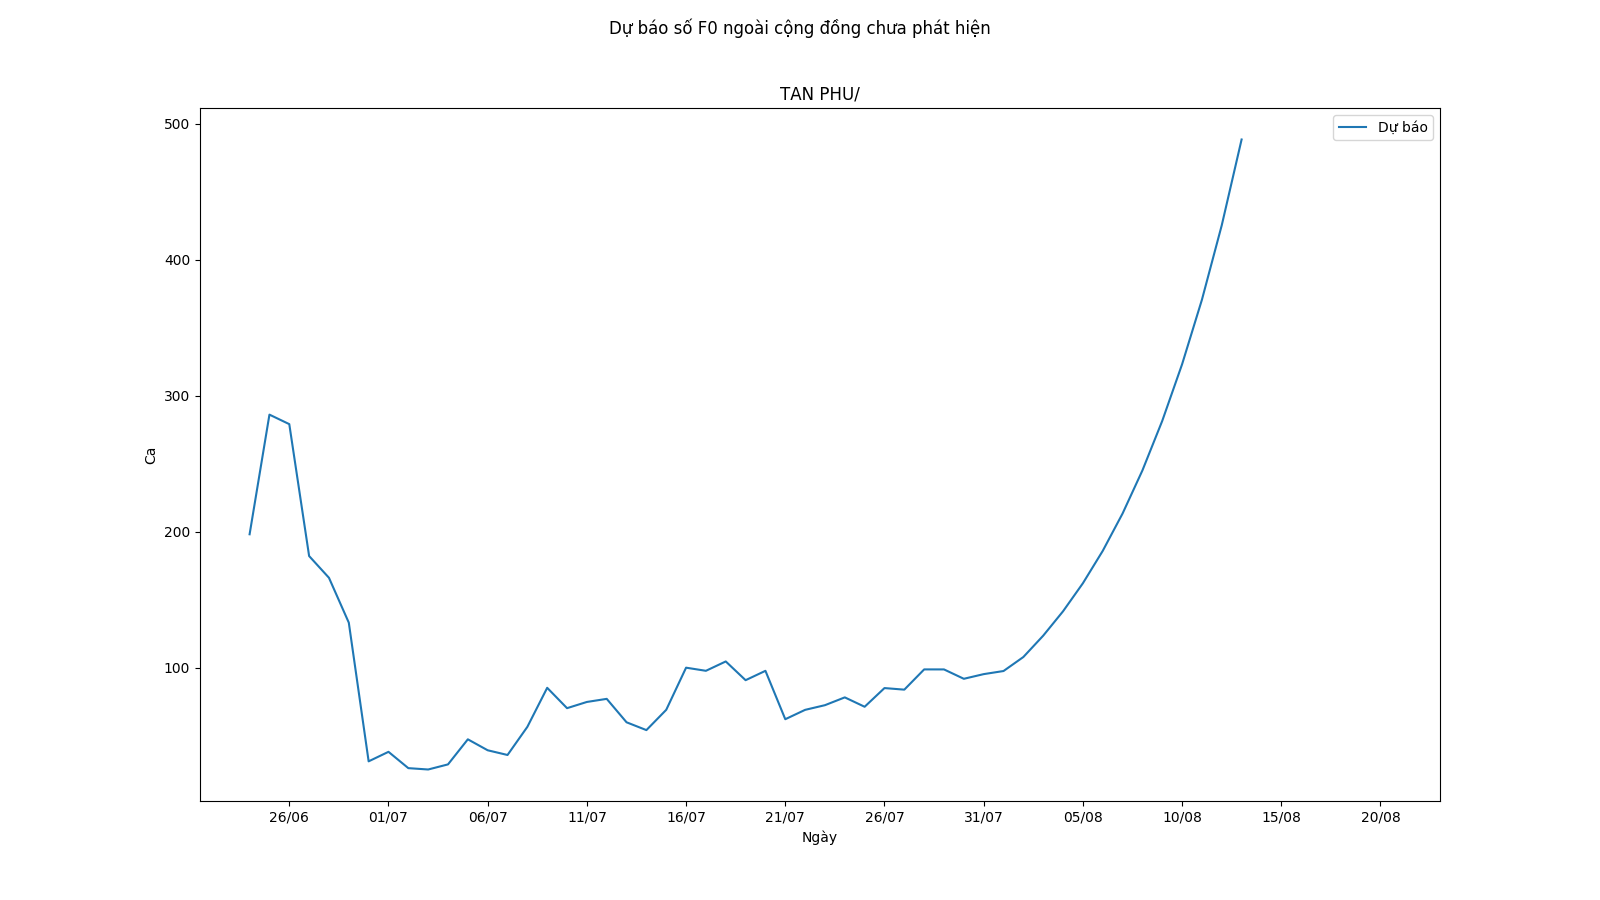 Dự báo số F0 ngoài cộng đồng chưa phát hiện
TAN PHU/
Dự báo
500
400
300
200
100
Ca
26/06 01/07 06/07 11/07 16/07 21/07 26/07 31/07 05/08 10/08 15/08 20/08
Ngày